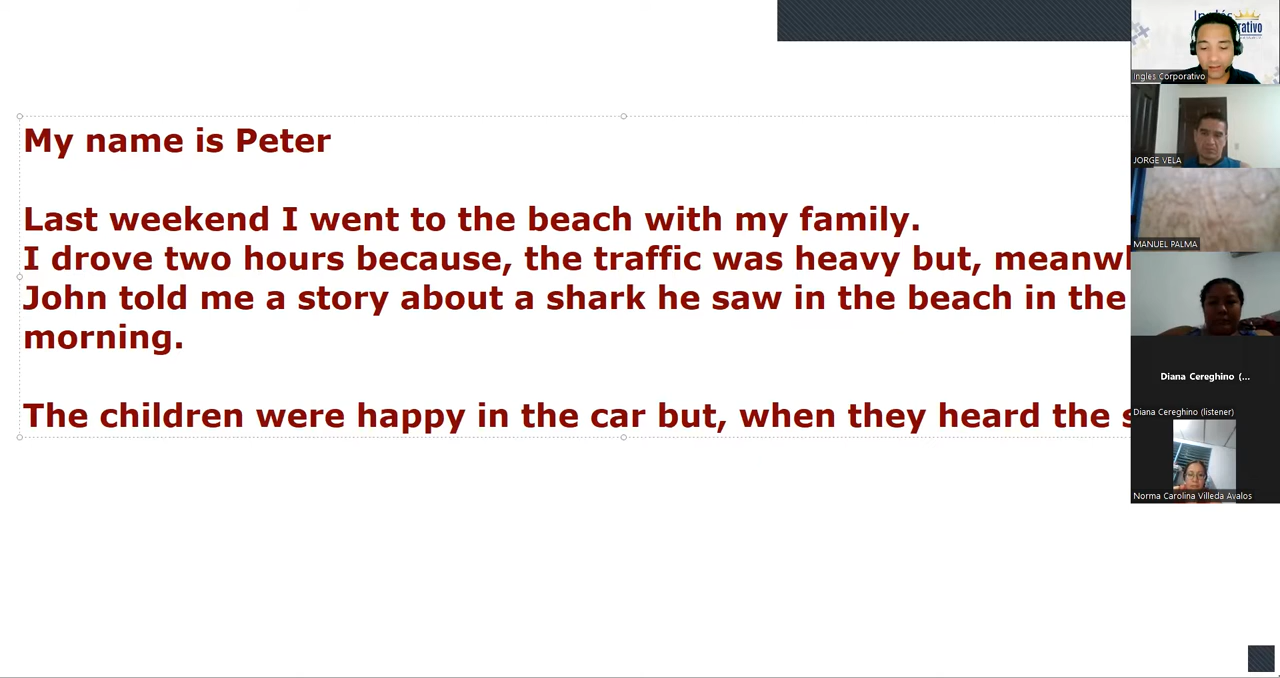 My name is Peter
Last weekend I went to the beach with my family.
I drove two hours because, the traffic was heavy but,
John told me a story about a shark he saw in the beach in the
morning.
The children were happy in the car but, when they heard the
Ingles Corporativo
JORGE VELA
MANUEL PALMA
Diana Cereghino (...
Diana Cereghino (listener)
Norma Carolina Villeda Avalos